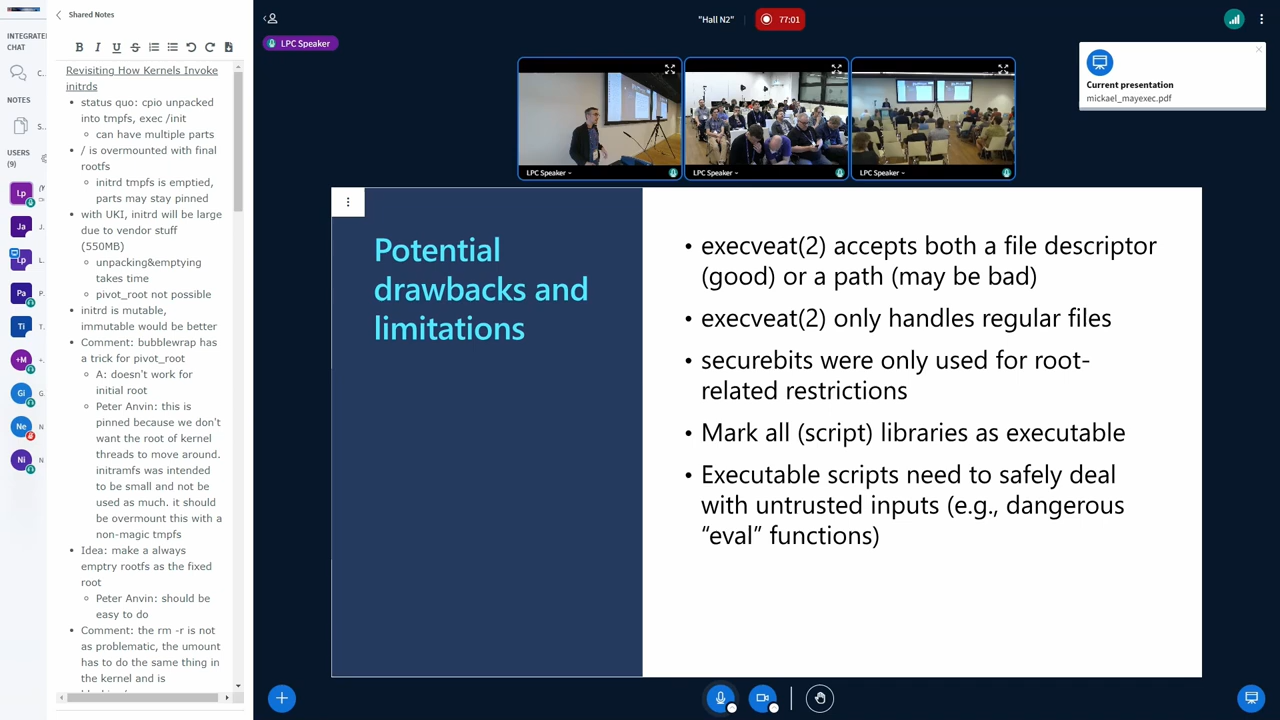 INTEGRATE
CHAT
C.
NOTES
S..
USERS
(9)
Lp
Ja
J.
Lp
L.
Pa
P.
Ti
T.
+M
+.
Gi
G.
Ne
N
Ni
N
Shared Notes
B I U S
Revisiting How Kernels Invoke
initrds
• status quo: cpio unpacked
into tmpfs, exec /init
◦ can have multiple parts
• / is overmounted with final
rootfs
◦ initrd tmpfs is emptied,
parts may stay pinned
• with UKI, initrd will be large
due to vendor stuff
(550MB)
◦ unpacking&emptying
takes time
◦ pivot_root not possible
• initrd is mutable,
immutable would be better
• Comment: bubblewrap has
a trick for pivot_root
◦ A: doesn't work for
initial root
◦ Peter Anvin: this is
pinned because we don't
want the root of kernel
threads to move around.
initramfs was intended
to be small and not be
used as much. it should
be overmount this with a
non-magic tmpfs
• Idea: make a always
emptry rootfs as the fixed
root
◦ Peter Anvin: should be
easy to do
• Comment: the rm -r is not
as problematic, the umount
has to do the same thing in
the kernel and is
"Hall N2"
77:01
LPC Speaker
LPC Speaker
LPC Speaker
LPC Speaker
Current presentation
mickael_mayexec.pdf
Potential
drawbacks and
limitations
• execveat(2) accepts both a file descriptor
(good) or a path (may be bad)
• execveat(2) only handles regular files
• securebits were only used for root-
related restrictions
• Mark all (script) libraries as executable
• Executable scripts need to safely deal
with untrusted inputs (e.g., dangerous
“eval” functions)